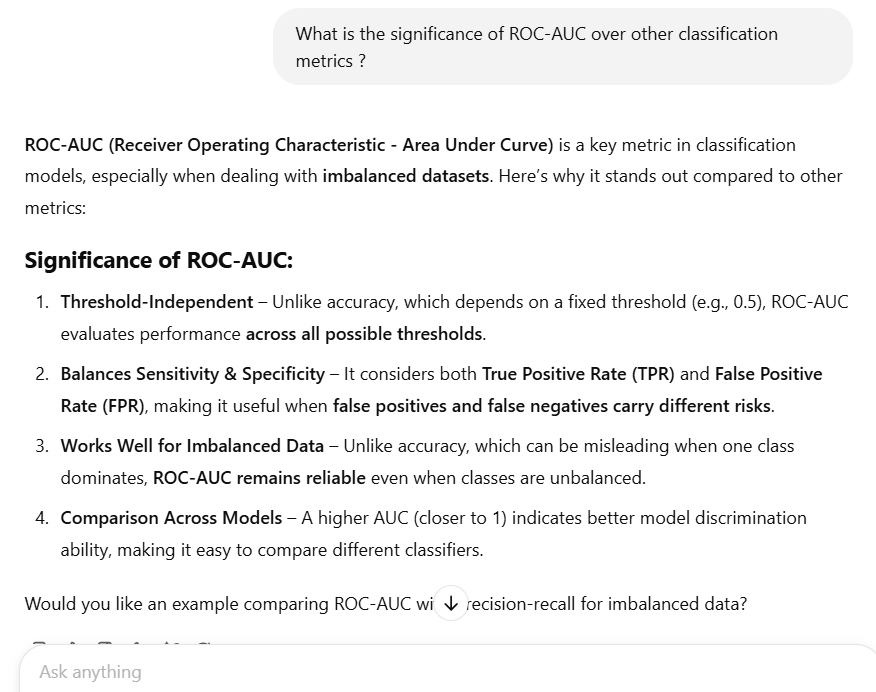 What is the significance of ROC-AUC over other classification
metrics ?
ROC-AUC (Receiver Operating Characteristic - Area Under Curve) is a key metric in classification
models, especially when dealing with imbalanced datasets. Here's why it stands out compared to other
metrics:
Significance of ROC-AUC:
1. Threshold-Independent – Unlike accuracy, which depends on a fixed threshold (e.g., 0.5), ROC-AUC
evaluates performance across all possible thresholds.
2. Balances Sensitivity & Specificity – It considers both True Positive Rate (TPR) and False Positive
Rate (FPR), making it useful when false positives and false negatives carry different risks.
3. Works Well for Imbalanced Data – Unlike accuracy, which can be misleading when one class
dominates, ROC-AUC remains reliable even when classes are unbalanced.
4. Comparison Across Models – A higher AUC (closer to 1) indicates better model discrimination
ability, making it easy to compare different classifiers.
Would you like an example comparing ROC-AUC wi recision-recall for imbalanced data?
Ask anything